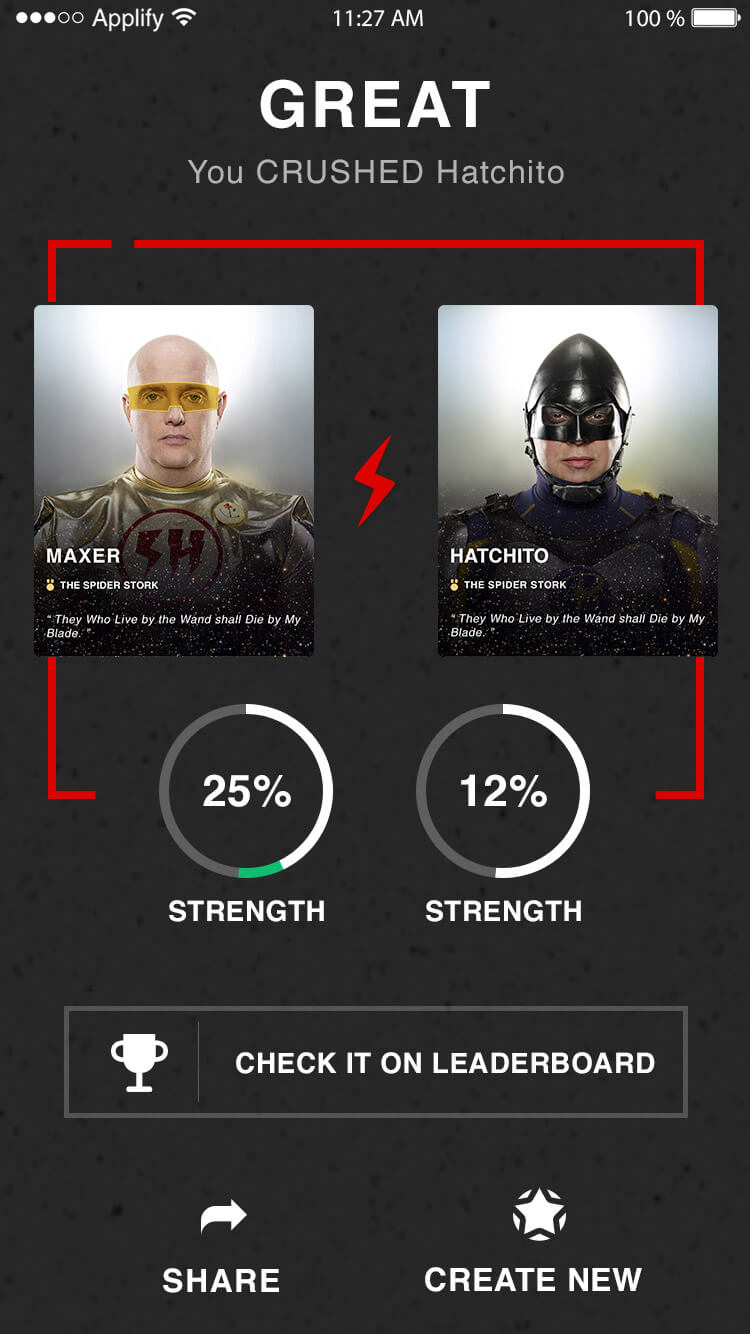 Applify 11:27 AM 100 %
GREAT
You CRUSHED Hatchito
SH
MAXER
THE SPIDER STORK
“ They Who Live by the Wand shall Die by My
Blade. ”
HATCHITO
THE SPIDER STORK
“ They Who Live by the Wand shall Die by My
Blade. ”
25%
STRENGTH
12%
STRENGTH
CHECK IT ON LEADERBOARD
SHARE
CREATE NEW